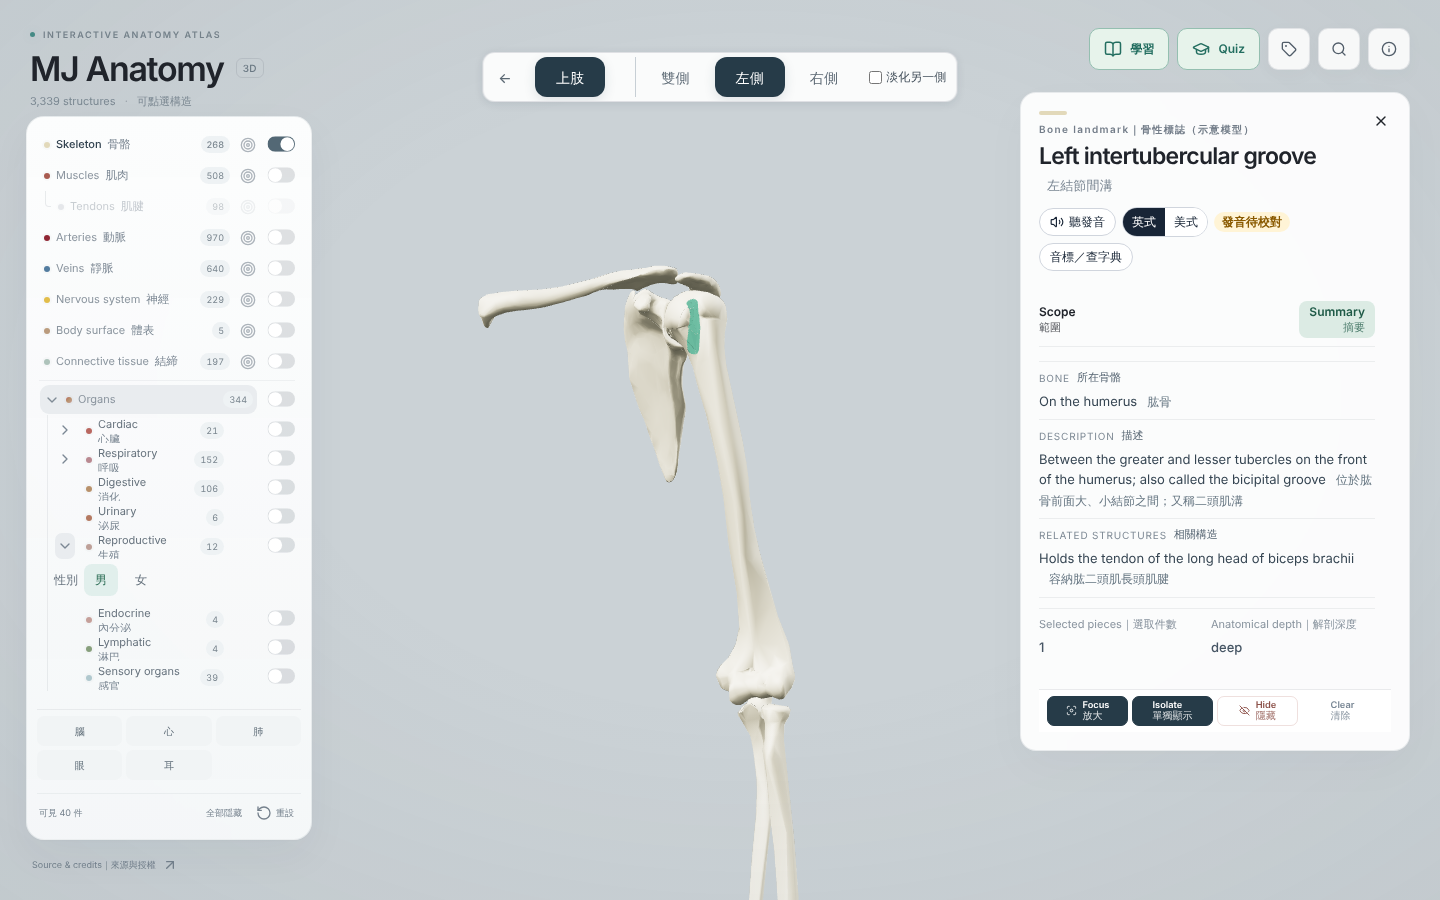 INTERACTIVE ANATOMY ATLAS
MJ Anatomy 3D
3,339 structures · 可點選構造
Skeleton 骨骼 268
Muscles 肌肉 508
Tendons 肌腱 98
Arteries 動脈 970
Veins 靜脈 640
Nervous system 神經 229
Body surface 體表 5
Connective tissue 結締 197
Organs 344
Cardiac 21
心臟
Respiratory 152
呼吸
Digestive 106
消化
Urinary 6
泌尿
Reproductive 12
生殖
性別 男 女
Endocrine 4
內分泌
Lymphatic 4
淋巴
Sensory organs 39
感官
腦 心 肺
眼 耳
可見 40 件 全部隱藏 重設
Source & credits | 來源與授權
← 上肢 雙側 左側 右側 淡化另一側
學習 Quiz
Bone landmark | 骨性標誌（示意模型）
Left intertubercular groove
左結節間溝
聽發音 英式 美式 發音待校對
音標／查字典
Scope
範圍
Summary
摘要
BONE 所在骨骼
On the humerus 肱骨
DESCRIPTION 描述
Between the greater and lesser tubercles on the front
of the humerus; also called the bicipital groove 位於肱
骨前面大、小結節之間；又稱二頭肌溝
RELATED STRUCTURES 相關構造
Holds the tendon of the long head of biceps brachii
容納肱二頭肌長頭肌腱
Selected pieces | 選取件數 Anatomical depth | 解剖深度
1 deep
Focus
放大
Isolate
單獨顯示
Hide
隱藏
Clear
清除